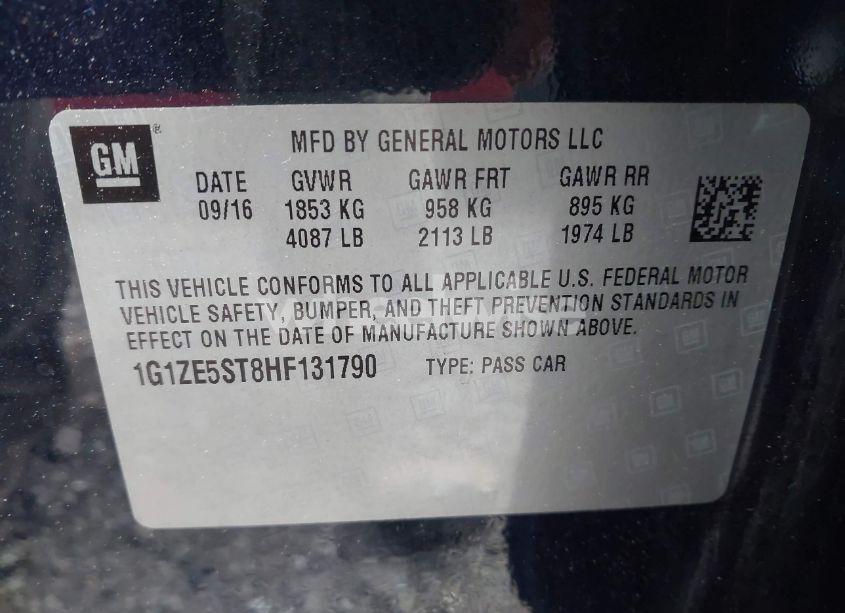 GM ®
MFD BY GENERAL MOTORS LLC
DATE GVWR GAWR FRT GAWR RR
09/16 1853 KG 958 KG 895 KG
4087 LB 2113 LB 1974 LB
THIS VEHICLE CONFORMS TO ALL APPLICABLE U.S. FEDERAL MOTOR
VEHICLE SAFETY, BUMPER, AND THEFT PREVENTION STANDARDS IN
EFFECT ON THE DATE OF MANUFACTURE SHOWN ABOVE.
1G1ZE5ST8HF131790 TYPE: PASS CAR